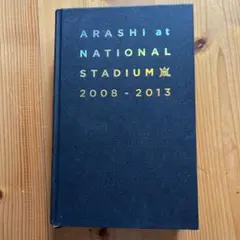 ARASHI at
NATIONAL
STADIUM 嵐
2008 - 2013